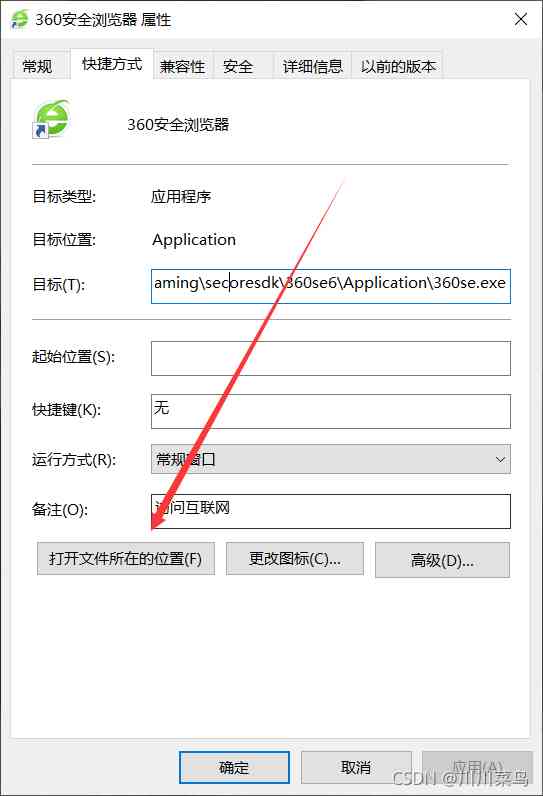 360安全浏览器 属性
常规 快捷方式 兼容性 安全 详细信息 以前的版本
360安全浏览器
目标类型: 应用程序
目标位置: Application
目标(T): aming\secoresdk\360se6\Application\360se.exe
起始位置(S):
快捷键(K): 无
运行方式(R): 常规窗口
备注(O): 访问互联网
打开文件所在的位置(F) 更改图标(C)... 高级(D)...
确定 取消 应用(A)
CSDN @川川菜鸟